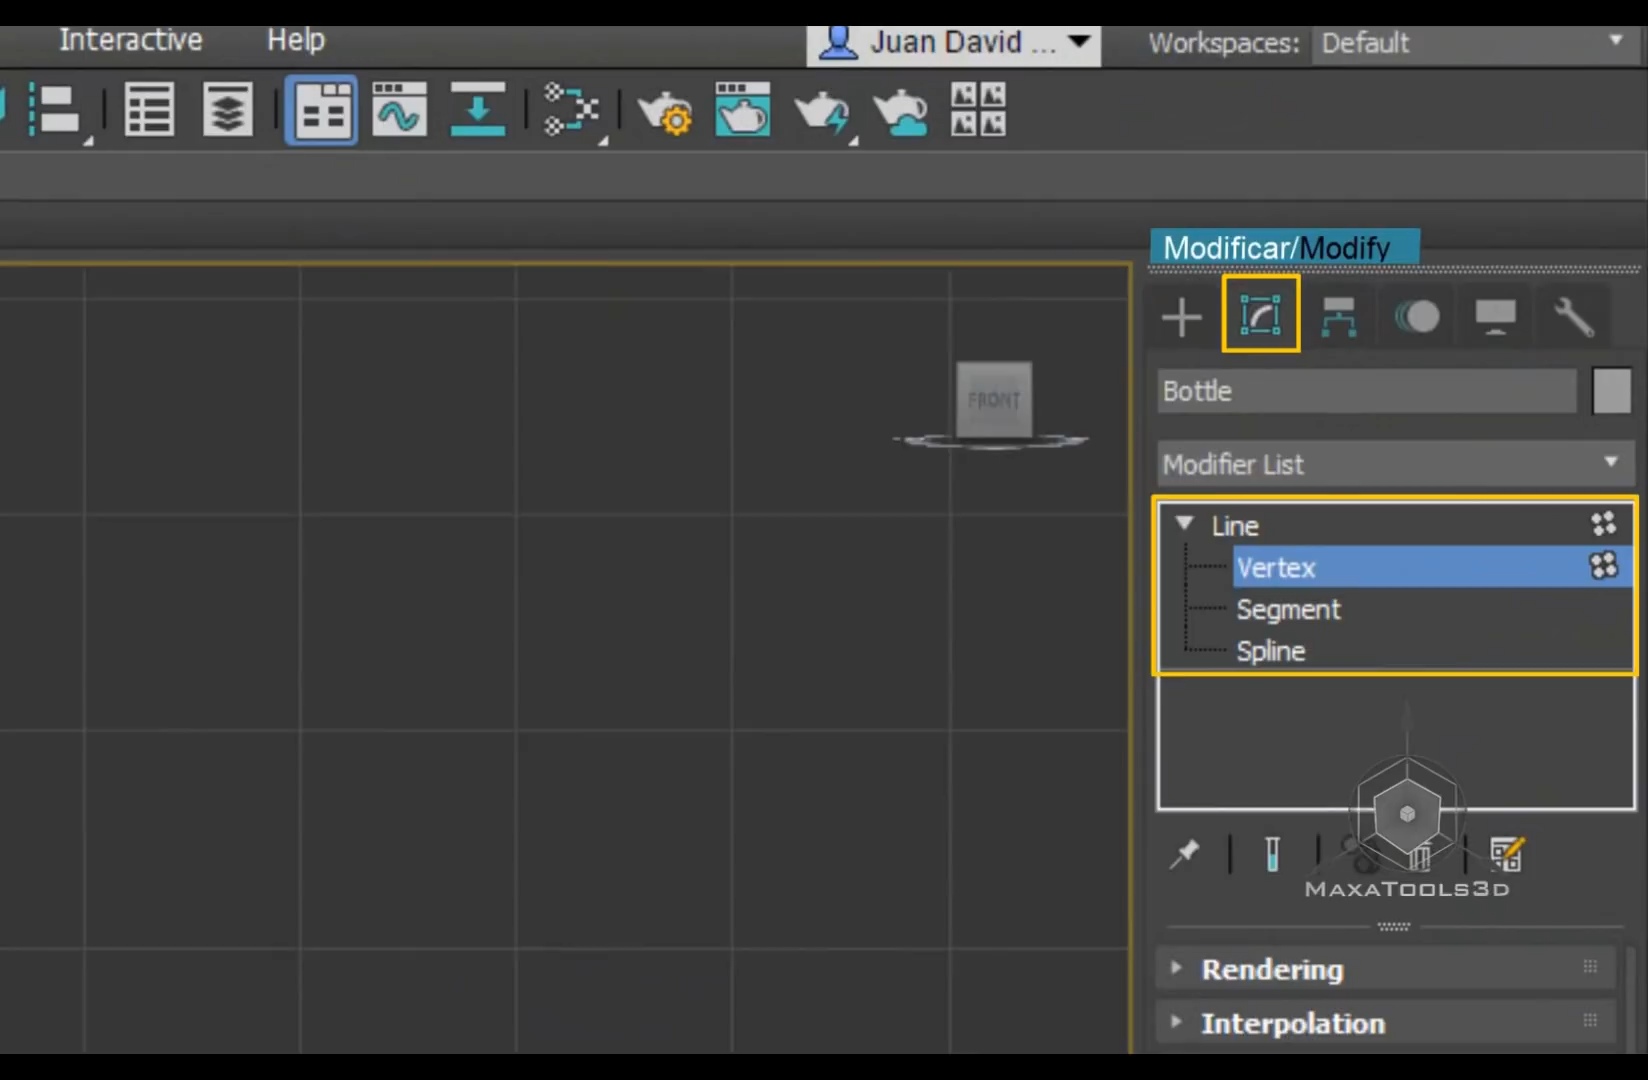 Interactive Help Juan David ... Workspaces: Default
Modificar/Modify
FRONT
Bottle
Modifier List
Line
Vertex
Segment
Spline
MAXATOOLS3D
Rendering
Interpolation